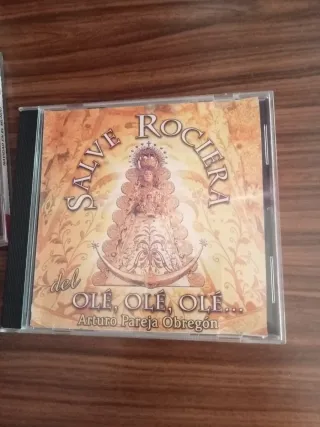 SALVE ROCIERA
del
OLÉ, OLÉ, OLÉ...
Arturo Pareja Obregón